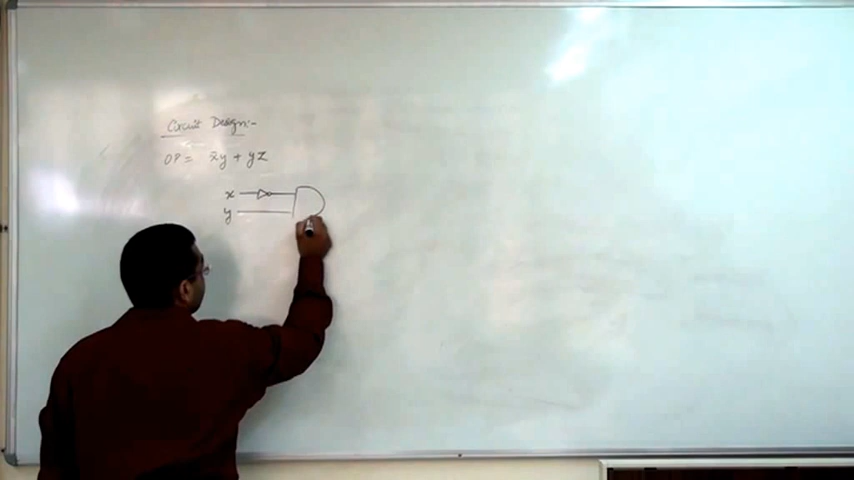 Circuit Design:-
OP = x̄y + yz
x
y